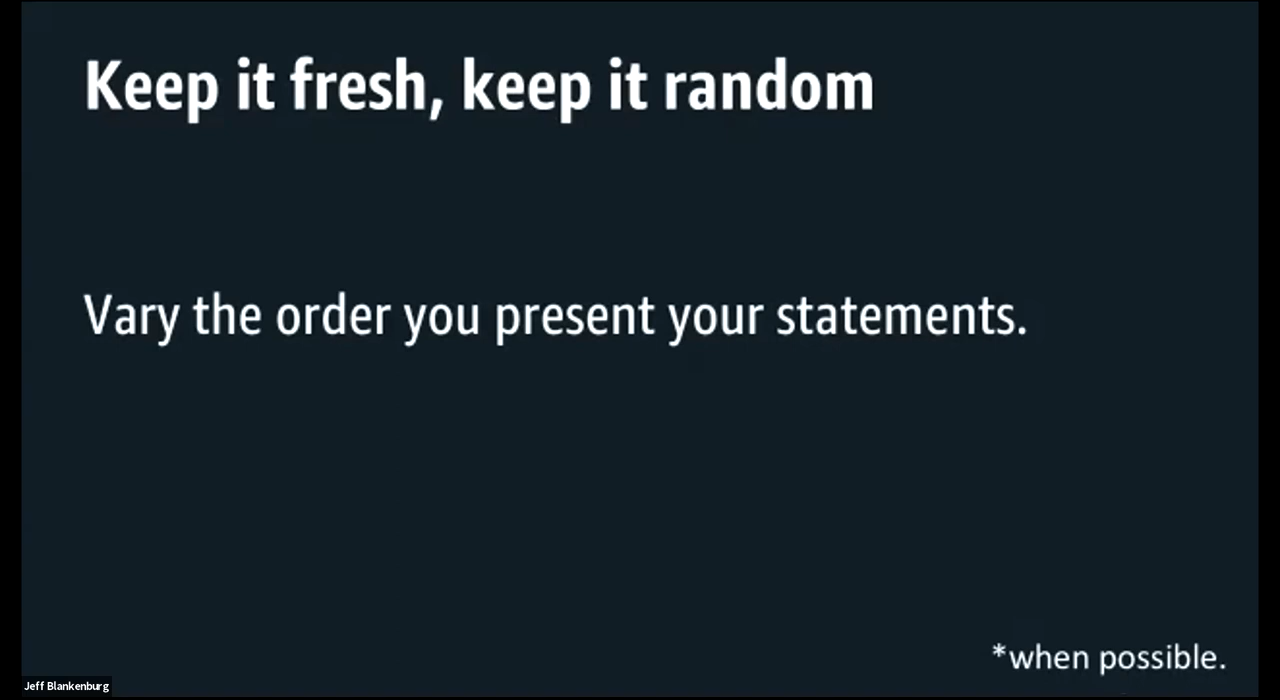 Keep it fresh, keep it random
Vary the order you present your statements.
*when possible.
Jeff Blankenburg